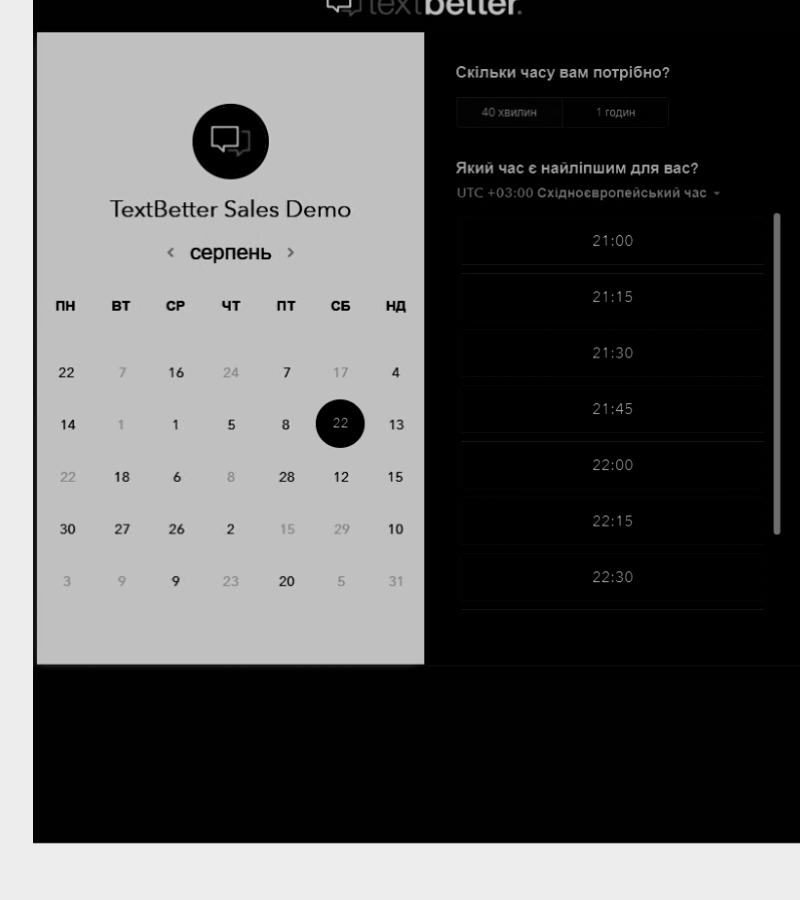 textbetter.
TextBetter Sales Demo
< серпень >
ПН ВТ СР ЧТ ПТ СБ НД
22 7 16 24 7 17 4
14 1 1 5 8 22 13
22 18 6 8 28 12 15
30 27 26 2 15 29 10
3 9 9 23 20 5 31
Скільки часу вам потрібно?
40 хвилин 1 годин
Який час є найліпшим для вас?
UTC +03:00 Східноєвропейський час
21:00
21:15
21:30
21:45
22:00
22:15
22:30